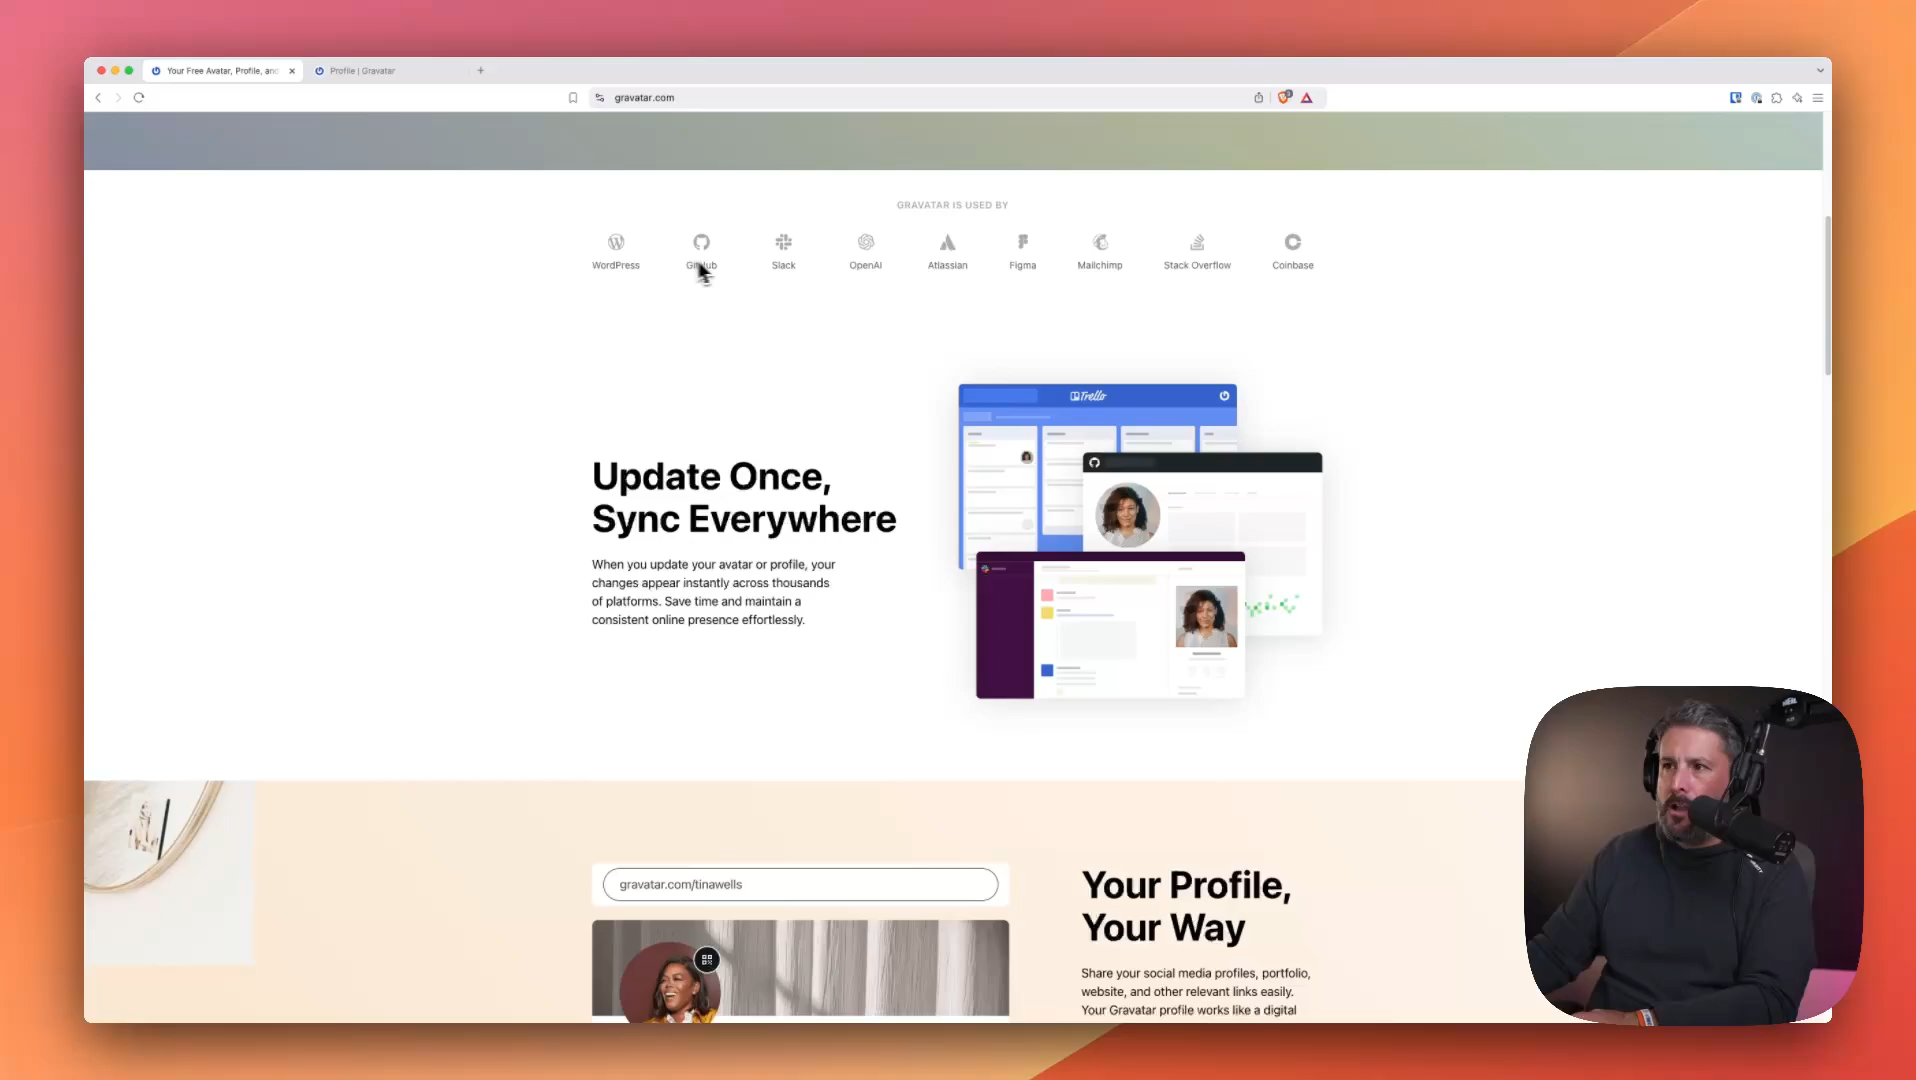 Your Free Avatar, Profile, and
Profile | Gravatar
gravatar.com
GRAVATAR IS USED BY
WordPress
GitHub
Slack
OpenAI
Atlassian
Figma
Mailchimp
Stack Overflow
Coinbase
Trello
Update Once,
Sync Everywhere
When you update your avatar or profile, your
changes appear instantly across thousands
of platforms. Save time and maintain a
consistent online presence effortlessly.
gravatar.com/tinawells
Your Profile,
Your Way
Share your social media profiles, portfolio,
website, and other relevant links easily.
Your Gravatar profile works like a digital